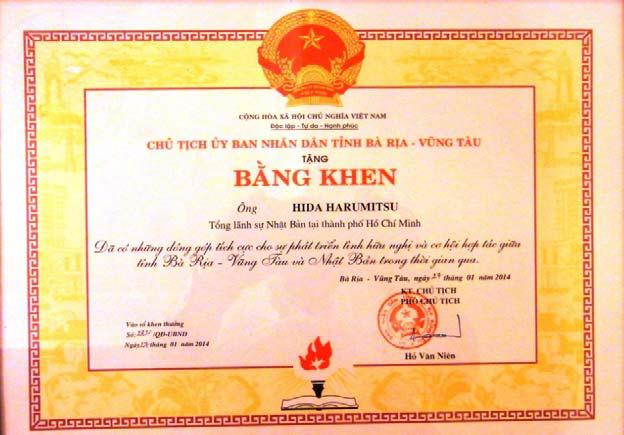 CỘNG HÒA XÃ HỘI CHỦ NGHĨA VIỆT NAM
Độc lập - Tự do - Hạnh phúc
CHỦ TỊCH ỦY BAN NHÂN DÂN TỈNH BÀ RỊA - VŨNG TÀU
TẶNG
BẰNG KHEN
Ông HIDA HARUMITSU
Tổng lãnh sự Nhật Bản tại thành phố Hồ Chí Minh
Đã có những đóng góp tích cực cho sự phát triển tình hữu nghị và cơ hội hợp tác giữa
tỉnh Bà Rịa - Vũng Tàu và Nhật Bản trong thời gian qua.
Bà Rịa - Vũng Tàu, ngày tháng 01 năm 2014
KT. CHỦ TỊCH
PHÓ CHỦ TỊCH
Vào sổ khen thưởng
Số: /QĐ-UBND
Ngày tháng 01 năm 2014
Hồ Văn Niên